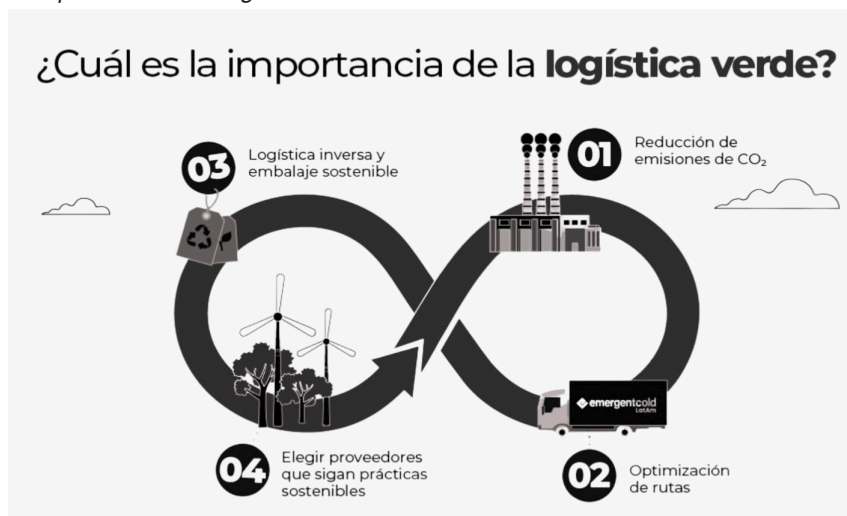 ¿Cuál es la importancia de la logística verde?
01
Reducción de
emisiones de CO₂
02
Optimización
de rutas
emergentcold
LatAm
03
Logística inversa y
embalaje sostenible
04
Elegir proveedores
que sigan prácticas
sostenibles